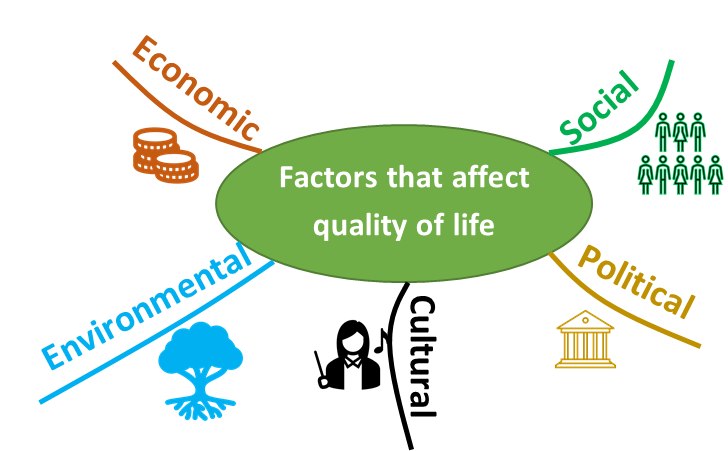 Economic
Social
Factors that affect
quality of life
Environmental
Cultural
Political